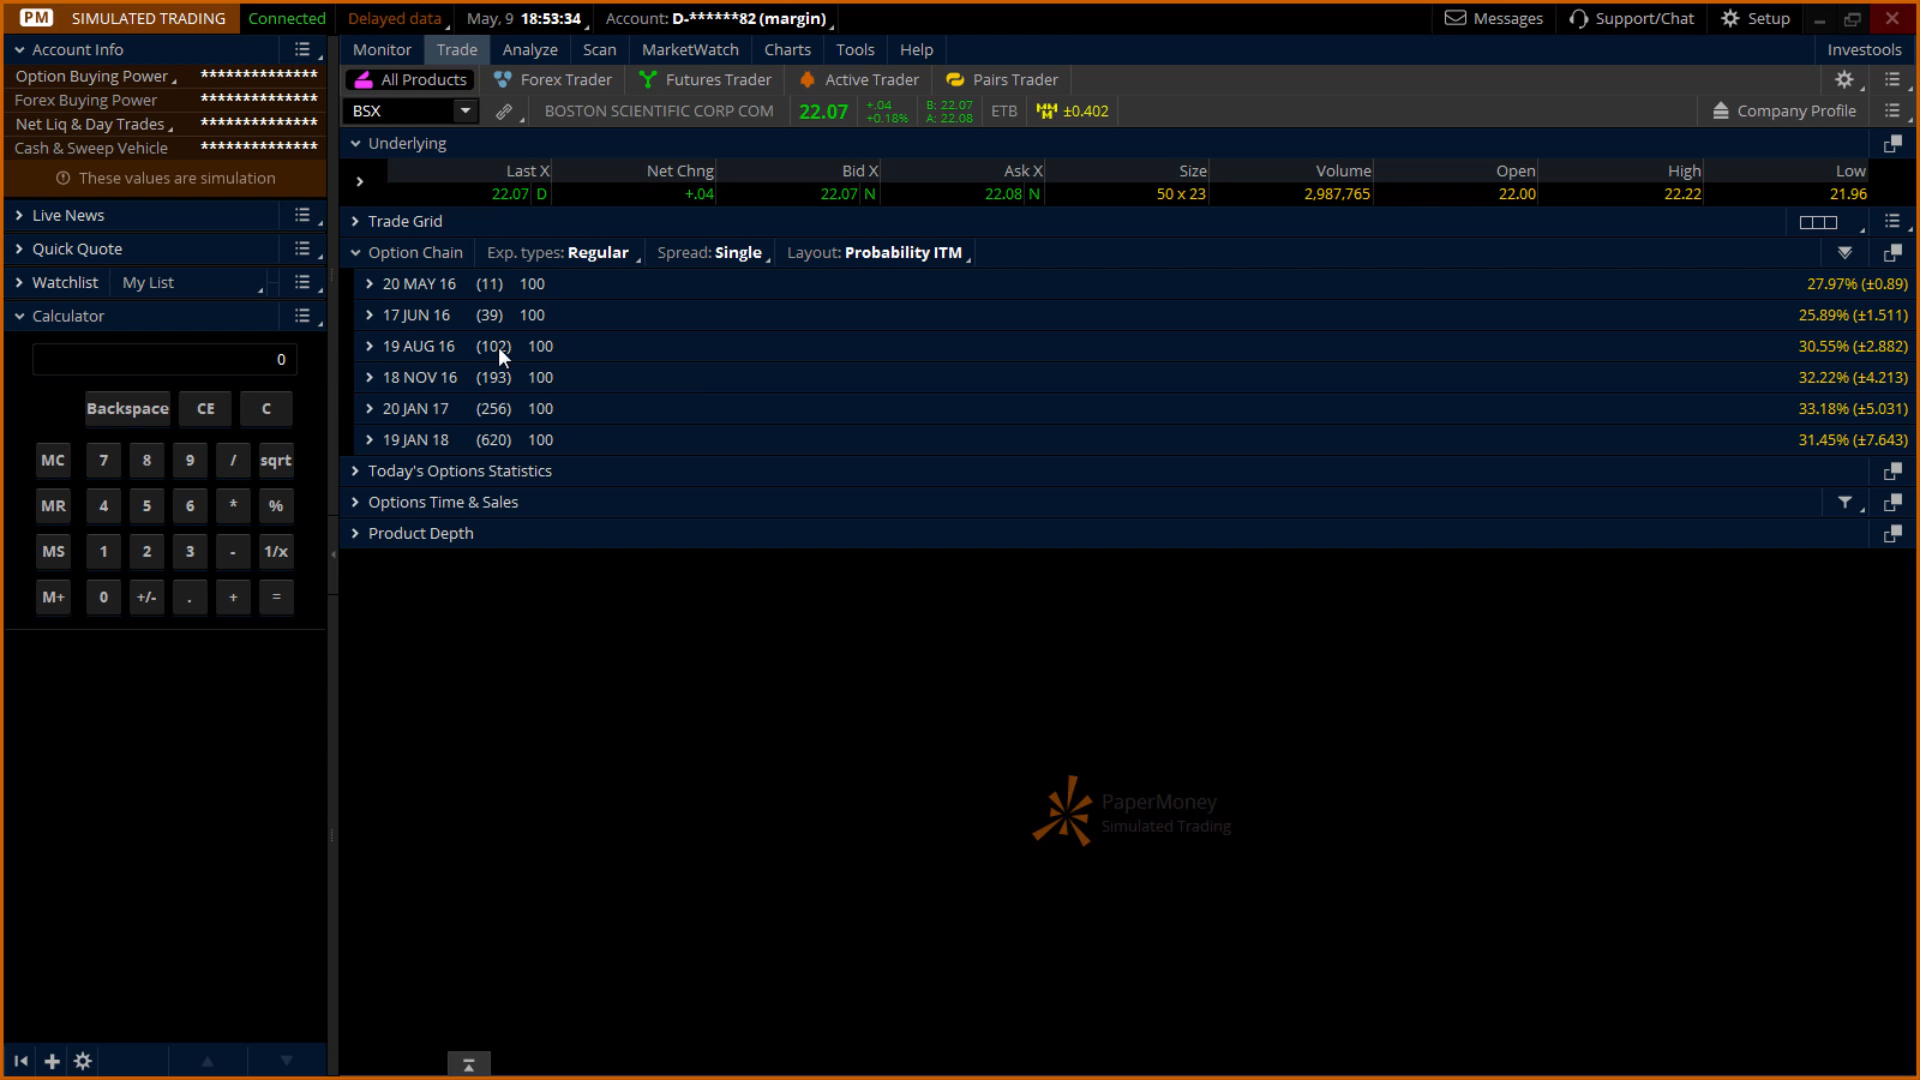 PM SIMULATED TRADING Connected Delayed data May, 9 18:53:34 Account: D-******82 (margin) Messages Support/Chat Setup
Account Info
Option Buying Power **************
Forex Buying Power **************
Net Liq & Day Trades **************
Cash & Sweep Vehicle **************
These values are simulation
Live News
Quick Quote
Watchlist My List
Calculator
0
Backspace CE C
MC 7 8 9 / sqrt
MR 4 5 6 * %
MS 1 2 3 - 1/x
M+ 0 +/- . + =
Monitor Trade Analyze Scan MarketWatch Charts Tools Help Investools
All Products Forex Trader Futures Trader Active Trader Pairs Trader
BSX BOSTON SCIENTIFIC CORP COM 22.07 +.04 +0.18% B: 22.07 A: 22.08 ETB MM ±0.402 Company Profile
Underlying
Last X Net Chng Bid X Ask X Size Volume Open High Low
22.07 D +.04 22.07 N 22.08 N 50 x 23 2,987,765 22.00 22.22 21.96
Trade Grid
Option Chain Exp. types: Regular Spread: Single Layout: Probability ITM
20 MAY 16 (11) 100 27.97% (±0.89)
17 JUN 16 (39) 100 25.89% (±1.511)
19 AUG 16 (102) 100 30.55% (±2.882)
18 NOV 16 (193) 100 32.22% (±4.213)
20 JAN 17 (256) 100 33.18% (±5.031)
19 JAN 18 (620) 100 31.45% (±7.643)
Today's Options Statistics
Options Time & Sales
Product Depth
PaperMoney
Simulated Trading